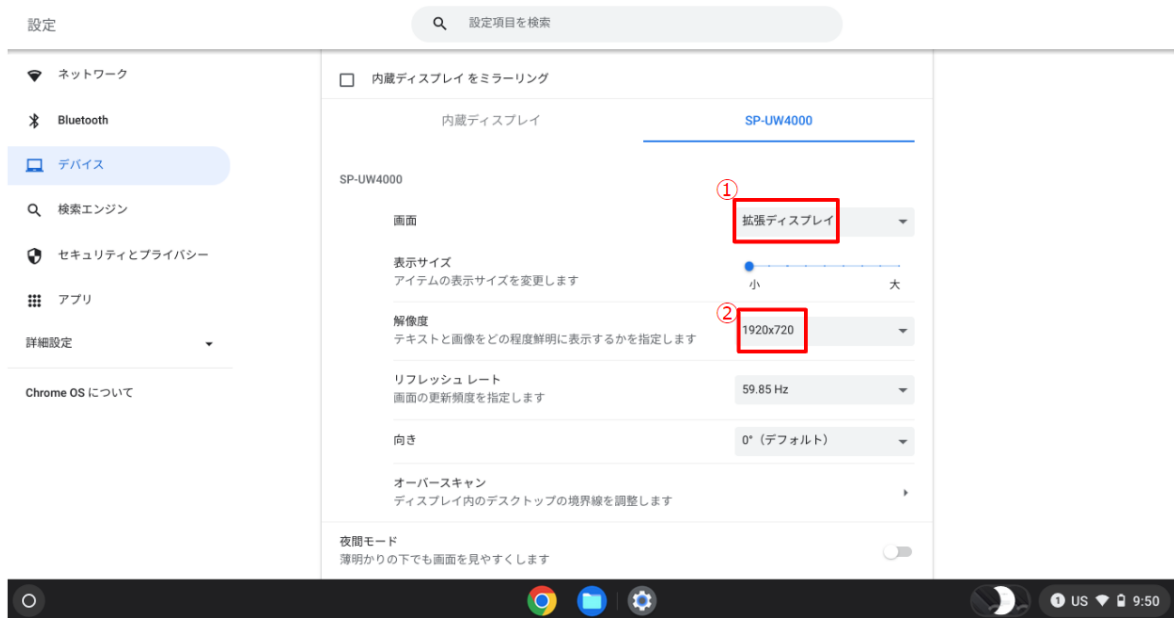 設定
設定項目を検索
ネットワーク
Bluetooth
デバイス
検索エンジン
セキュリティとプライバシー
アプリ
詳細設定
Chrome OS について
内蔵ディスプレイ をミラーリング
内蔵ディスプレイ
SP-UW4000
SP-UW4000
①
画面
拡張ディスプレイ
表示サイズ
アイテムの表示サイズを変更します
小
大
②
解像度
テキストと画像をどの程度鮮明に表示するかを指定します
1920x720
リフレッシュ レート
画面の更新頻度を指定します
59.85 Hz
向き
0°（デフォルト）
オーバースキャン
ディスプレイ内のデスクトップの境界線を調整します
夜間モード
薄明かりの下でも画面を見やすくします
1 US 9:50